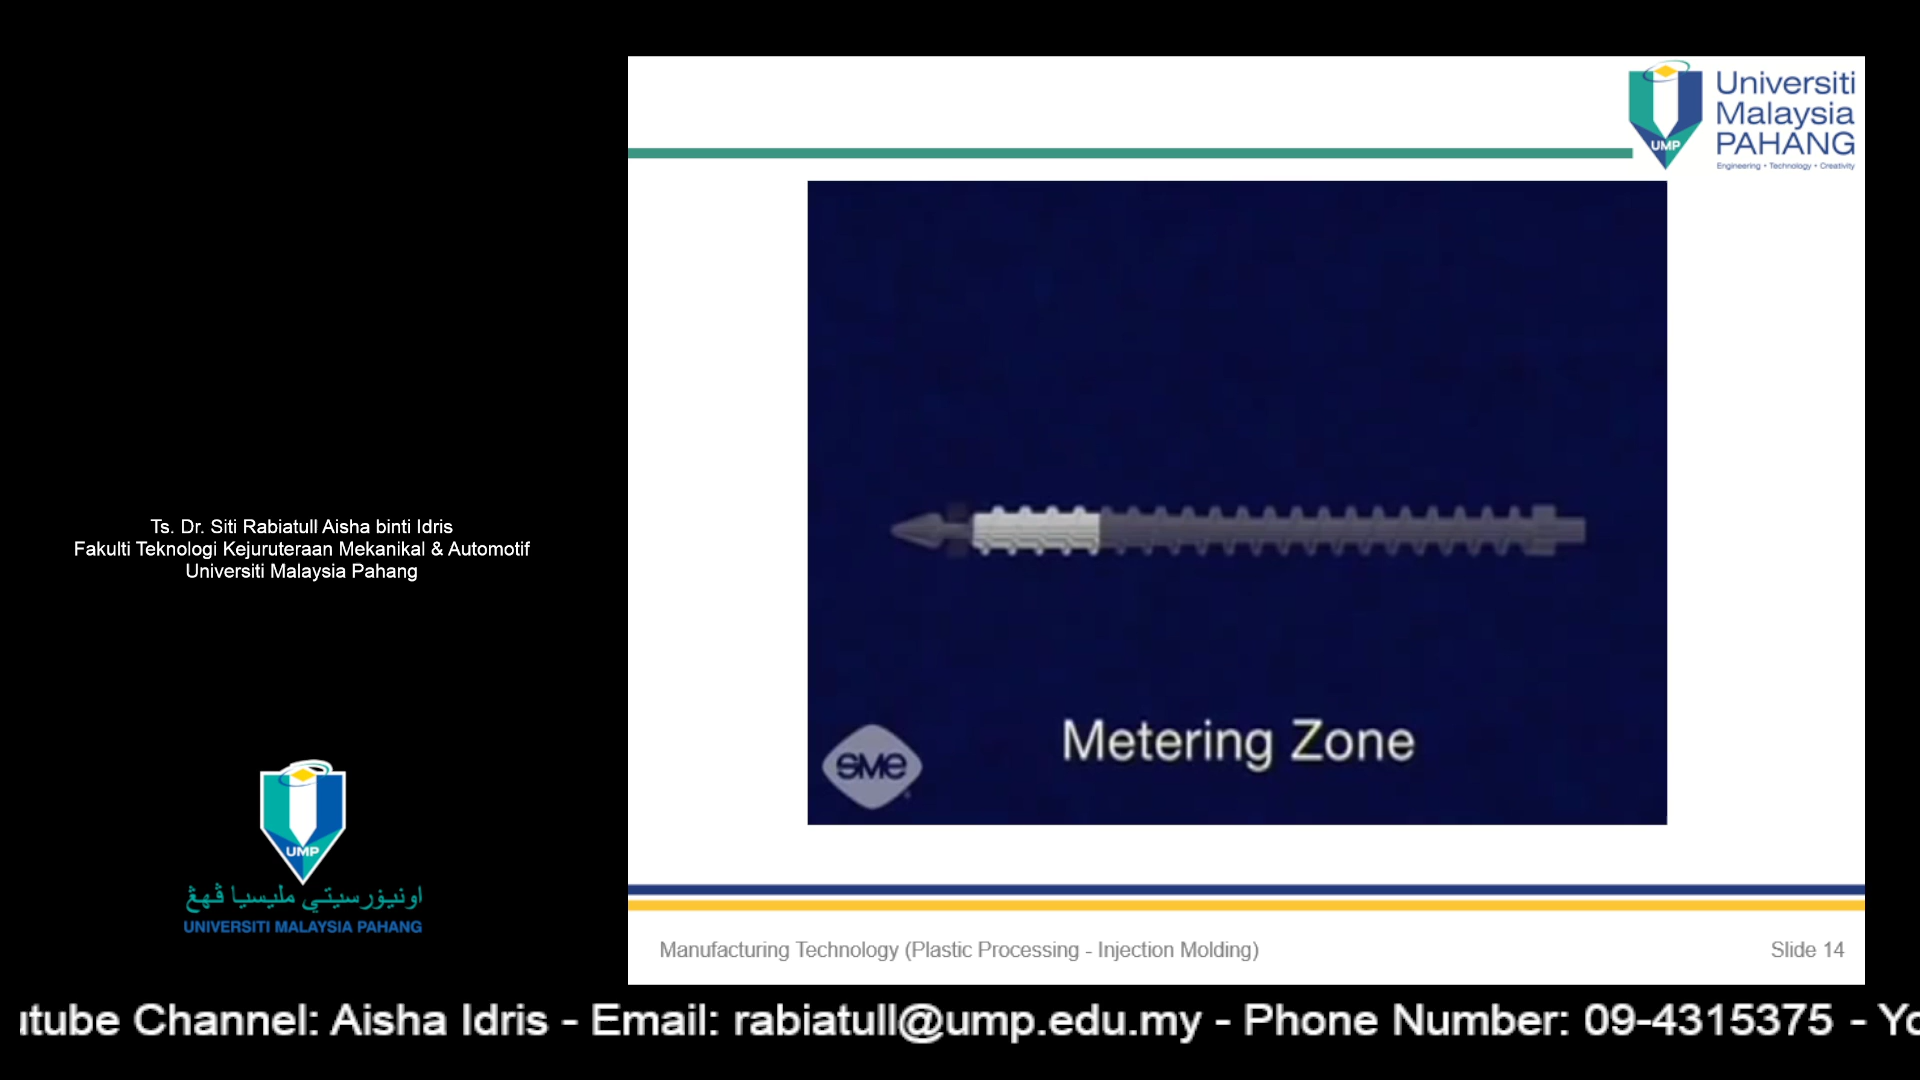 Universiti
Malaysia
PAHANG
Engineering • Technology • Creativity
UMP
Ts. Dr. Siti Rabiatull Aisha binti Idris
Fakulti Teknologi Kejuruteraan Mekanikal & Automotif
Universiti Malaysia Pahang
Metering Zone
SME
UMP
اونيۏرسيتي مليسيا ڤهڠ
UNIVERSITI MALAYSIA PAHANG
Manufacturing Technology (Plastic Processing - Injection Molding)
Slide 14
utube Channel: Aisha Idris - Email: rabiatull@ump.edu.my - Phone Number: 09-4315375 - Yo